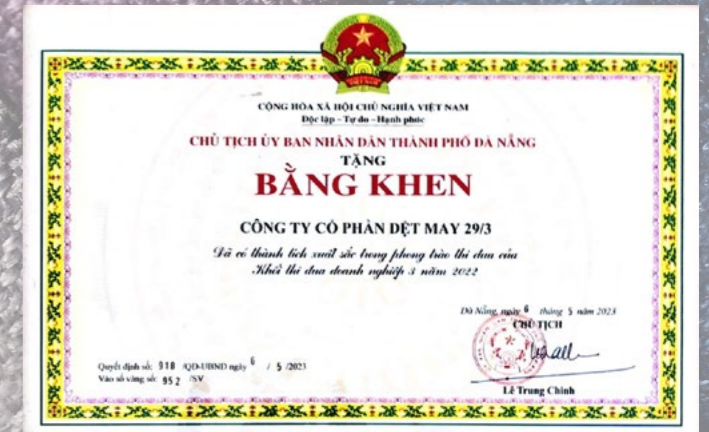 CỘNG HÒA XÃ HỘI CHỦ NGHĨA VIỆT NAM
Độc lập - Tự do - Hạnh phúc
CHỦ TỊCH ỦY BAN NHÂN DÂN THÀNH PHỐ ĐÀ NẴNG
TẶNG
BẰNG KHEN
CÔNG TY CỔ PHẦN DỆT MAY 29/3
Đã có thành tích xuất sắc trong phong trào thi đua của
Khối thi đua doanh nghiệp 3 năm 2022
Đà Nẵng, ngày 6 tháng 5 năm 2023
CHỦ TỊCH
Quyết định số: 918 /QĐ-UBND ngày 6 / 5 /2023
Vào sổ vàng số: 952 /SV
Lê Trung Chinh